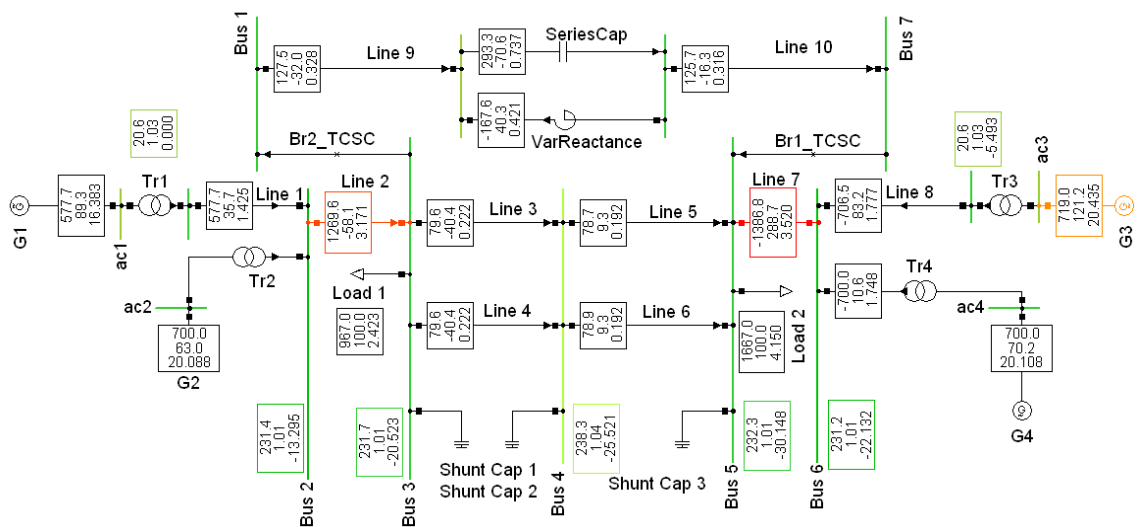 Bus 1
Bus 7
127.5
-32.0
0.328
Line 9
293.3
-70.6
0.737
SeriesCap
125.7
-16.3
0.316
Line 10
-167.6
40.3
0.421
VarReactance
20.6
1.03
0.000
Br2_TCSC
Br1_TCSC
20.6
1.03
-5.493
ac3
577.7
89.3
16.383
G1
ac1
Tr1
577.7
35.7
1.425
Line 1
Line 2
1269.6
-58.1
3.171
79.6
-40.4
0.222
Line 3
78.7
9.3
0.192
Line 5
Line 7
-1386.8
288.7
3.520
-706.5
83.2
1.777
Line 8
Tr3
719.0
121.2
20.435
G3
Tr2
ac2
700.0
63.0
20.088
G2
Load 1
967.0
100.0
2.423
79.6
-40.4
0.222
Line 4
78.9
9.3
0.192
Line 6
1667.0
100.0
4.150
Load 2
-700.0
10.6
1.748
Tr4
ac4
700.0
70.2
20.108
G4
231.4
1.01
-13.295
Bus 2
231.7
1.01
-20.523
Bus 3
Shunt Cap 1
Shunt Cap 2
Bus 4
238.3
1.04
-25.521
Shunt Cap 3
Bus 5
232.3
1.01
-30.148
Bus 6
231.2
1.01
-22.132